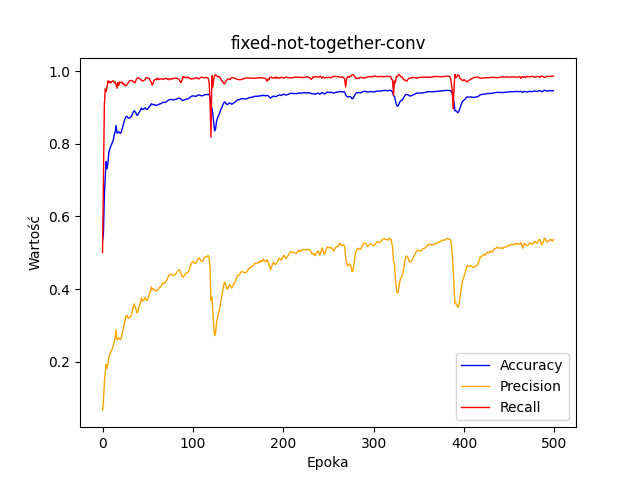 fixed-not-together-conv
1.0
0.8
0.6
0.4
0.2
Wartość
0 100 200 300 400 500
Epoka
Accuracy
Precision
Recall